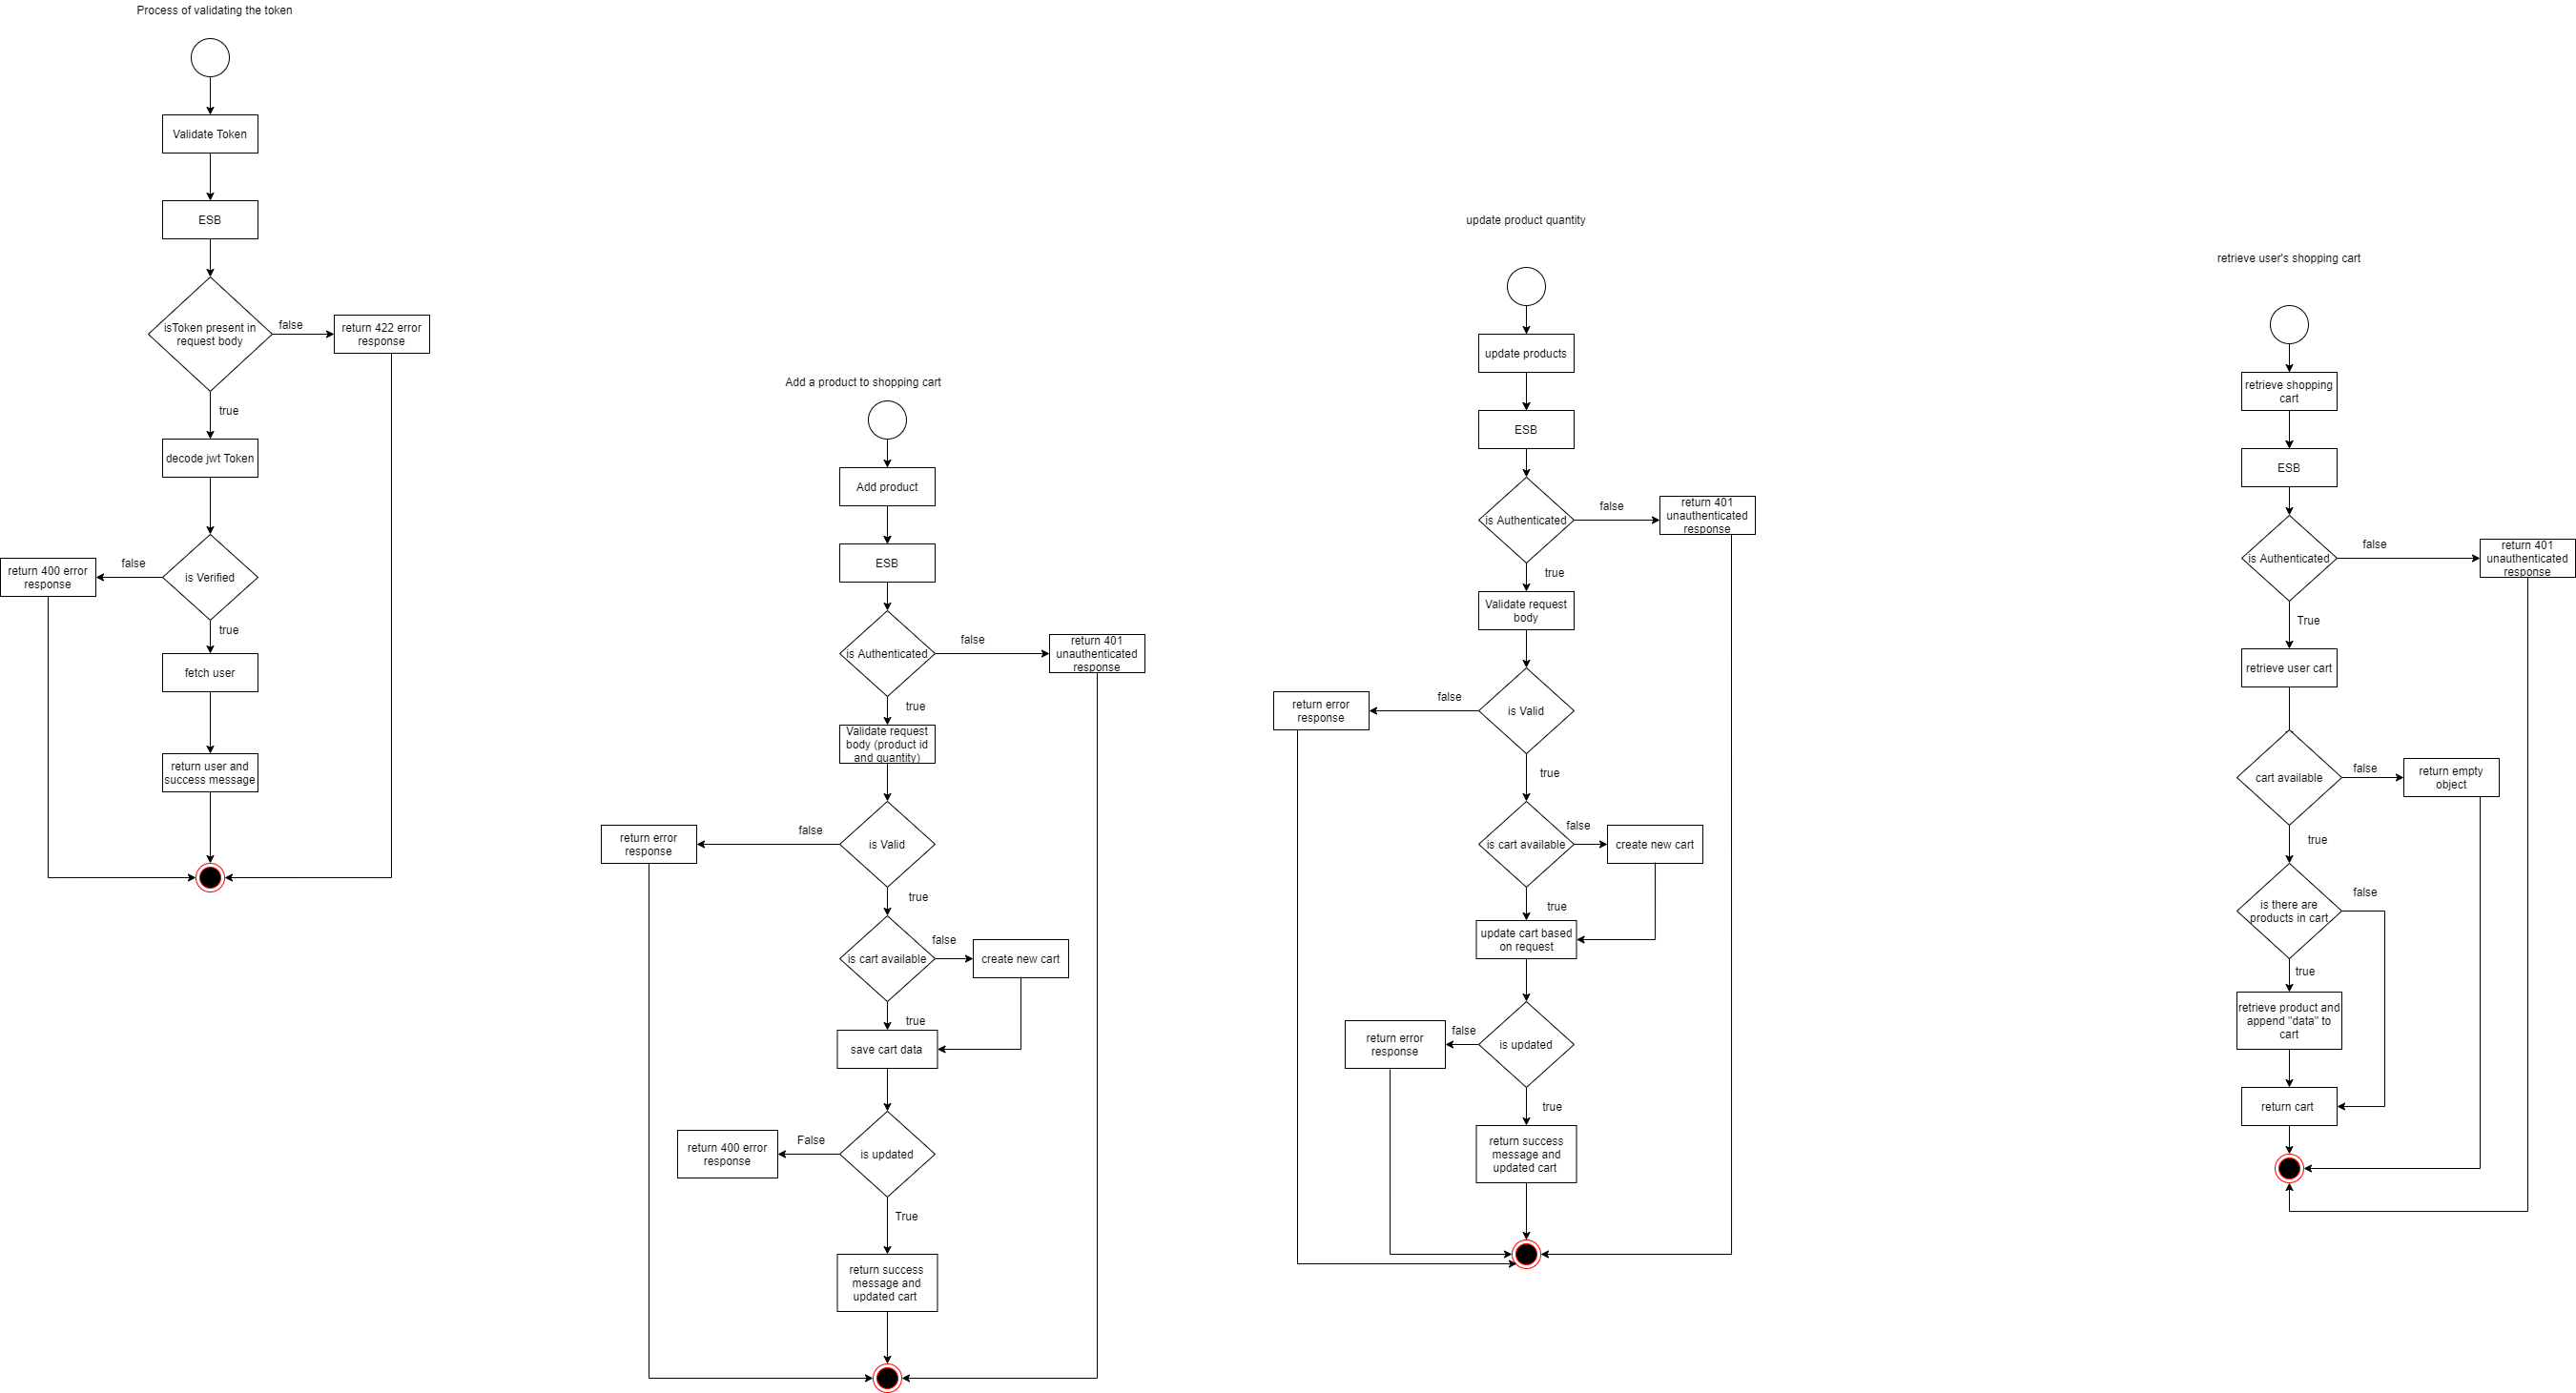 Process of validating the token
Validate Token
ESB
isToken present in
request body
false
return 422 error
response
true
decode jwt Token
is Verified
false
return 400 error
response
true
fetch user
return user and
success message
Add a product to shopping cart
Add product
ESB
is Authenticated
false
return 401
unauthenticated
response
true
Validate request
body (product id
and quantity)
is Valid
false
return error
response
true
is cart available
false
create new cart
true
save cart data
is updated
False
return 400 error
response
True
return success
message and
updated cart
update product quantity
update products
ESB
is Authenticated
false
return 401
unauthenticated
response
true
Validate request
body
is Valid
false
return error
response
true
is cart available
false
create new cart
true
update cart based
on request
is updated
false
return error
response
true
return success
message and
updated cart
retrieve user's shopping cart
retrieve shopping
cart
ESB
is Authenticated
false
return 401
unauthenticated
response
True
retrieve user cart
cart available
false
return empty
object
true
is there are
products in cart
false
true
retrieve product and
append "data" to
cart
return cart